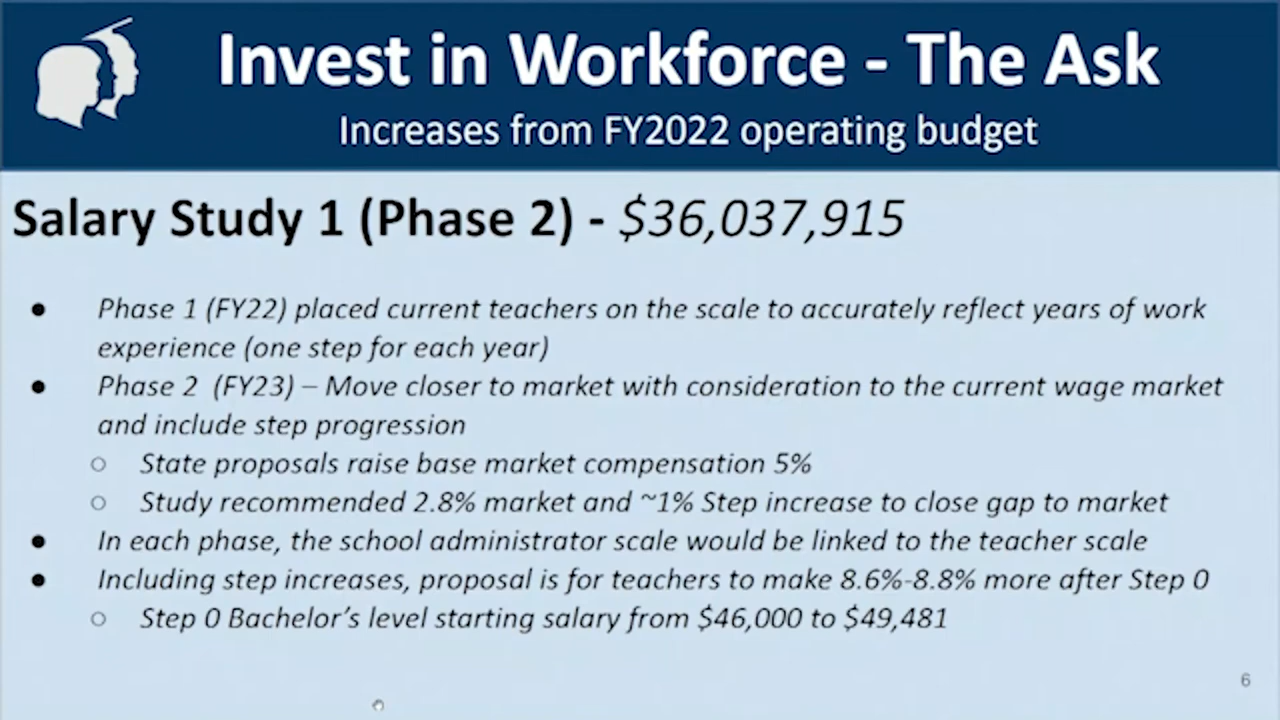 Invest in Workforce - The Ask
Increases from FY2022 operating budget
Salary Study 1 (Phase 2) - $36,037,915
● Phase 1 (FY22) placed current teachers on the scale to accurately reflect years of work
experience (one step for each year)
● Phase 2 (FY23) – Move closer to market with consideration to the current wage market
and include step progression
○ State proposals raise base market compensation 5%
○ Study recommended 2.8% market and ~1% Step increase to close gap to market
● In each phase, the school administrator scale would be linked to the teacher scale
● Including step increases, proposal is for teachers to make 8.6%-8.8% more after Step 0
○ Step 0 Bachelor’s level starting salary from $46,000 to $49,481
6